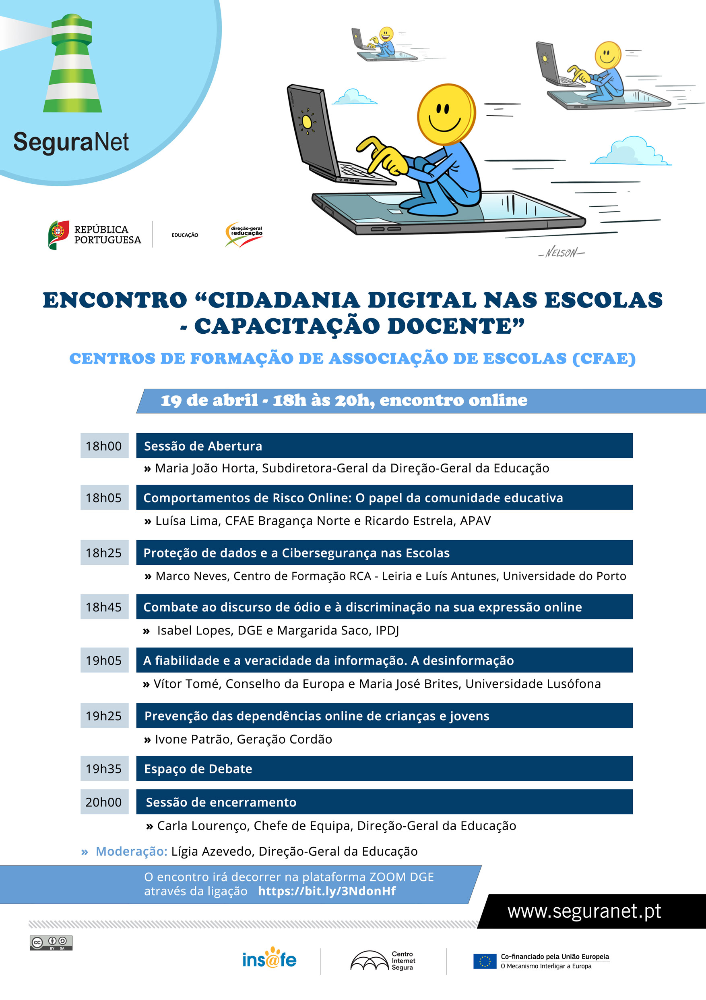 SeguraNet
REPÚBLICA
PORTUGUESA
EDUCAÇÃO
direção-geral
da educação
NELSON
ENCONTRO “CIDADANIA DIGITAL NAS ESCOLAS
- CAPACITAÇÃO DOCENTE”
CENTROS DE FORMAÇÃO DE ASSOCIAÇÃO DE ESCOLAS (CFAE)
19 de abril - 18h às 20h, encontro online
18h00 Sessão de Abertura
» Maria João Horta, Subdiretora-Geral da Direção-Geral da Educação
18h05 Comportamentos de Risco Online: O papel da comunidade educativa
» Luísa Lima, CFAE Bragança Norte e Ricardo Estrela, APAV
18h25 Proteção de dados e a Cibersegurança nas Escolas
» Marco Neves, Centro de Formação RCA - Leiria e Luís Antunes, Universidade do Porto
18h45 Combate ao discurso de ódio e à discriminação na sua expressão online
» Isabel Lopes, DGE e Margarida Saco, IPDJ
19h05 A fiabilidade e a veracidade da informação. A desinformação
» Vítor Tomé, Conselho da Europa e Maria José Brites, Universidade Lusófona
19h25 Prevenção das dependências online de crianças e jovens
» Ivone Patrão, Geração Cordão
19h35 Espaço de Debate
20h00 Sessão de encerramento
» Carla Lourenço, Chefe de Equipa, Direção-Geral da Educação
» Moderação: Lígia Azevedo, Direção-Geral da Educação
O encontro irá decorrer na plataforma ZOOM DGE
através da ligação https://bit.ly/3NdonHf
www.seguranet.pt
cc BY SA
ins@fe
Centro
Internet
Segura
Co-financiado pela União Europeia
O Mecanismo Interligar a Europa